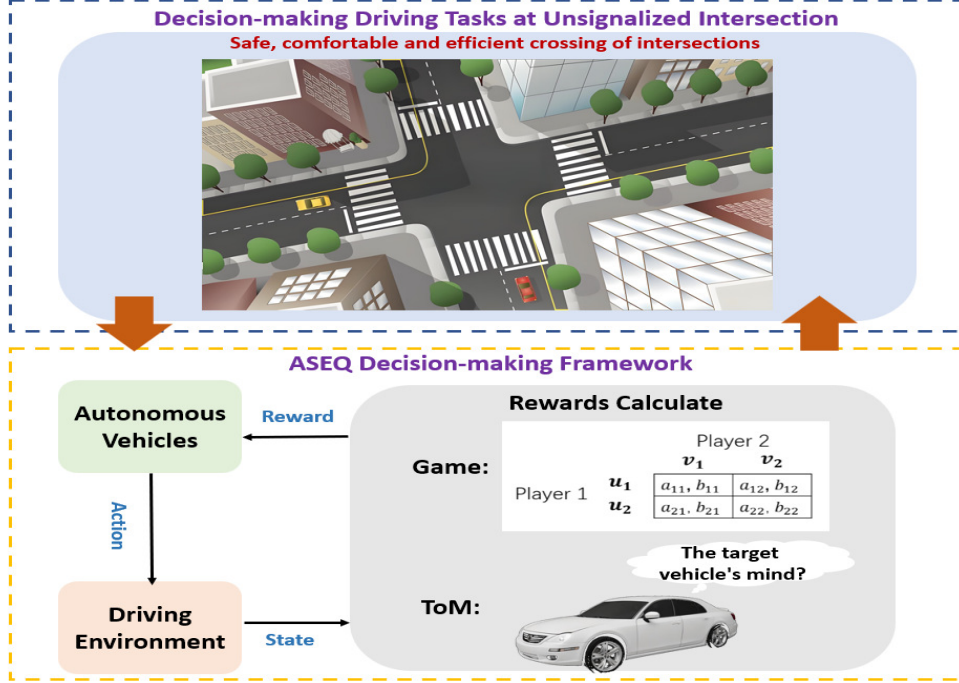 Decision-making Driving Tasks at Unsignalized Intersection
Safe, comfortable and efficient crossing of intersections
ASEQ Decision-making Framework
Autonomous
Vehicles
Reward
Action
Driving
Environment
State
Rewards Calculate
Game:
Player 2
v₁ v₂
Player 1
u₁ a₁₁, b₁₁ a₁₂, b₁₂
u₂ a₂₁, b₂₁ a₂₂, b₂₂
ToM:
The target
vehicle's mind?